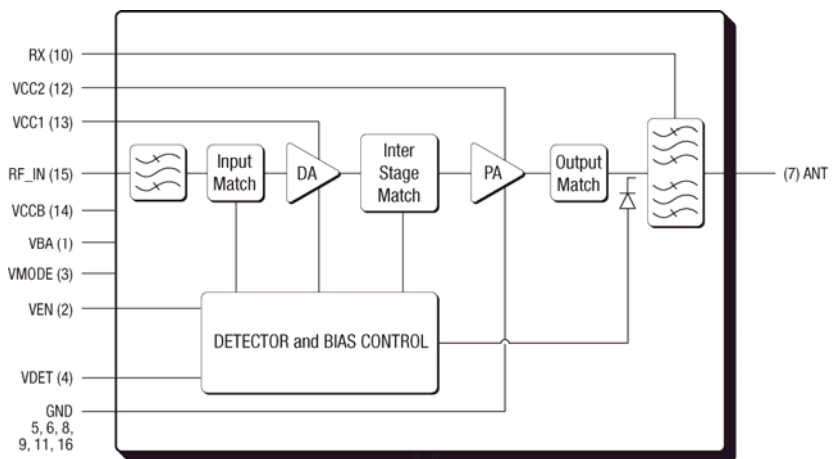 RX (10)
VCC2 (12)
VCC1 (13)
RF_IN (15)
VCCB (14)
VBA (1)
VMODE (3)
VEN (2)
VDET (4)
GND
5, 6, 8,
9, 11, 16
Input
Match
DA
Inter
Stage
Match
PA
Output
Match
(7) ANT
DETECTOR and BIAS CONTROL